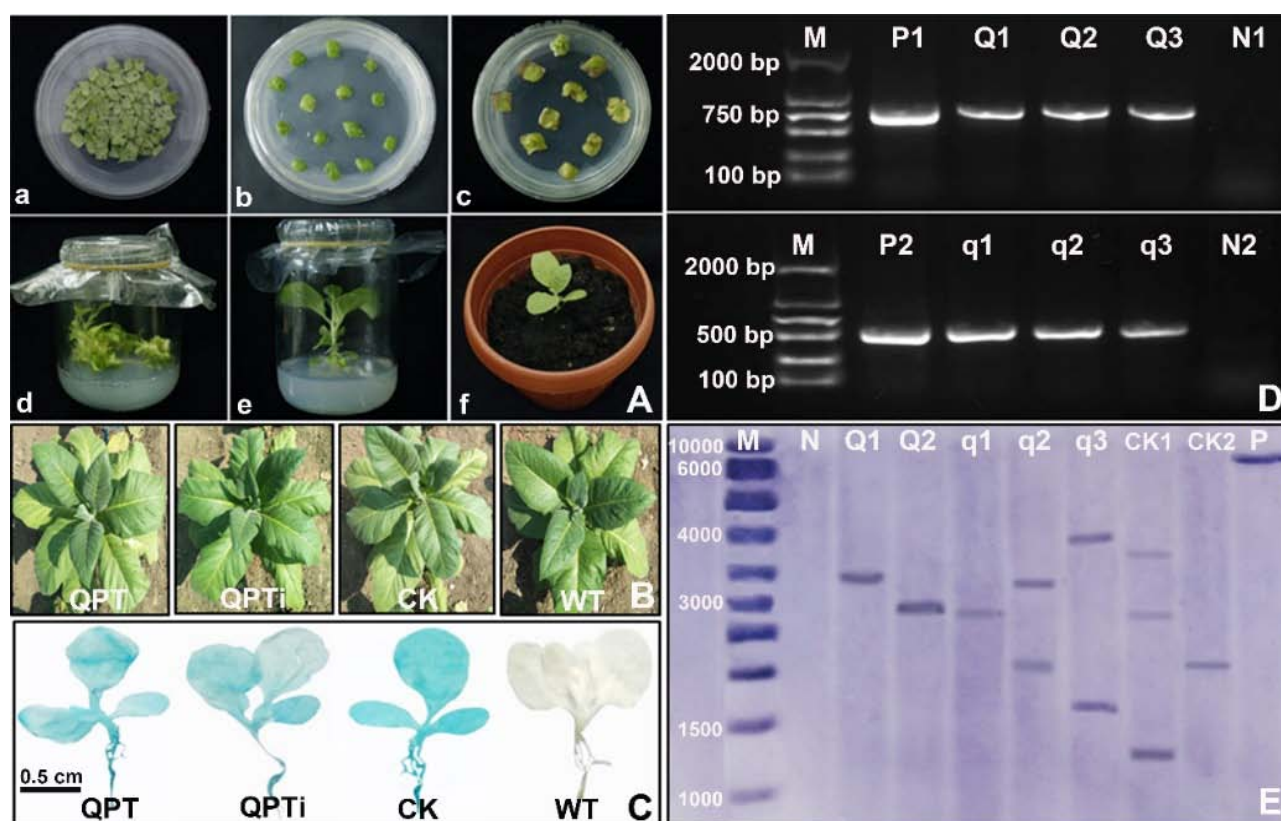 a
b
c
d
e
f
A
QPT
QPTi
CK
WT
B
0.5 cm
QPT
QPTi
CK
WT
C
M P1 Q1 Q2 Q3 N1
2000 bp
750 bp
100 bp
M P2 q1 q2 q3 N2
2000 bp
500 bp
100 bp
D
M N Q1 Q2 q1 q2 q3 CK1 CK2 P
10000
6000
4000
3000
1500
1000
E